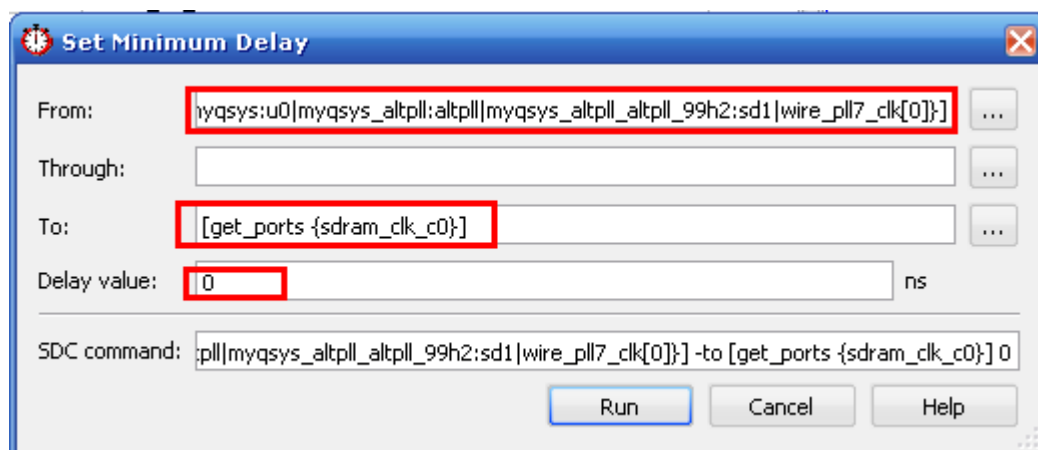 Set Minimum Delay
From: nyqsys:u0|myqsys_altpll:altpll|myqsys_altpll_altpll_99h2:sd1|wire_pll7_clk[0]}] ...
Through: ...
To: [get_ports {sdram_clk_c0}] ...
Delay value: 0 ns
SDC command: :pll|myqsys_altpll_altpll_99h2:sd1|wire_pll7_clk[0]}] -to [get_ports {sdram_clk_c0}] 0
Run Cancel Help